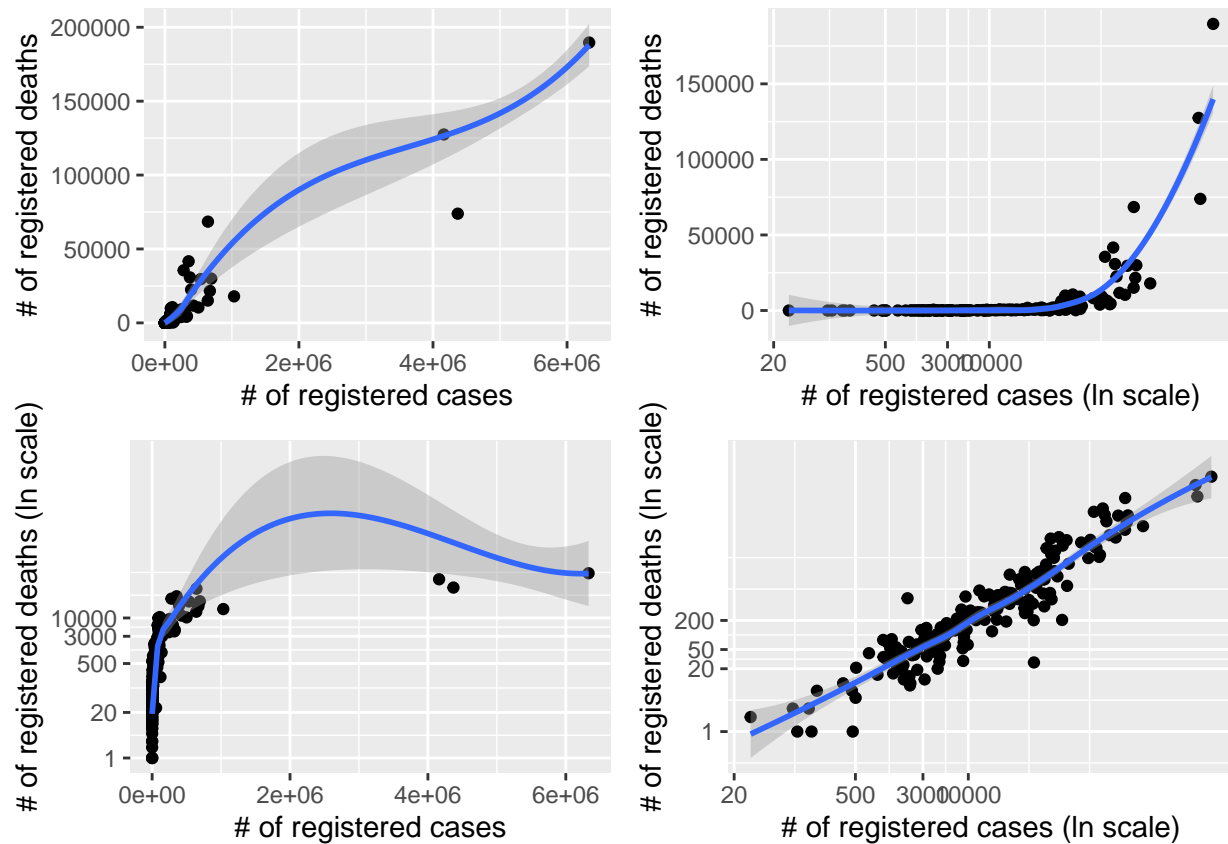 # of registered deaths
200000
150000
100000
50000
0
0e+00 2e+06 4e+06 6e+06
# of registered cases
# of registered deaths
150000
100000
50000
0
20 500 3000 10000
# of registered cases (ln scale)
# of registered deaths (ln scale)
10000
3000
500
20
1
0e+00 2e+06 4e+06 6e+06
# of registered cases
# of registered deaths (ln scale)
200
50
20
1
20 500 3000 10000
# of registered cases (ln scale)